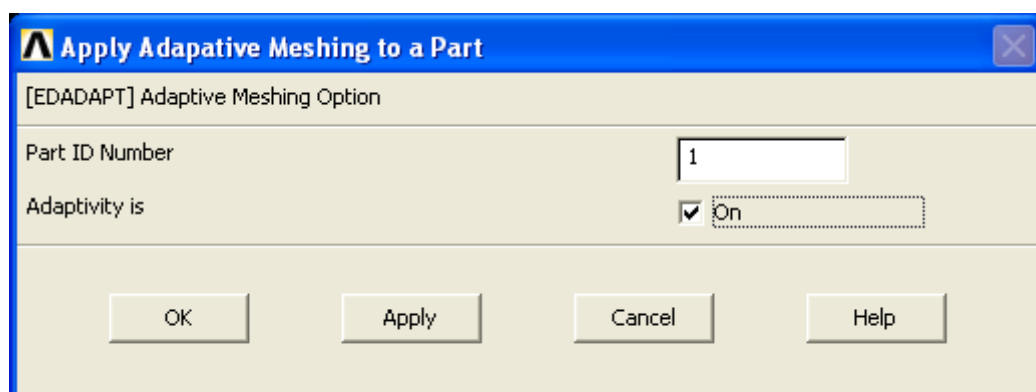 Apply Adapative Meshing to a Part
[EDADAPT] Adaptive Meshing Option
Part ID Number 1
Adaptivity is On
OK Apply Cancel Help